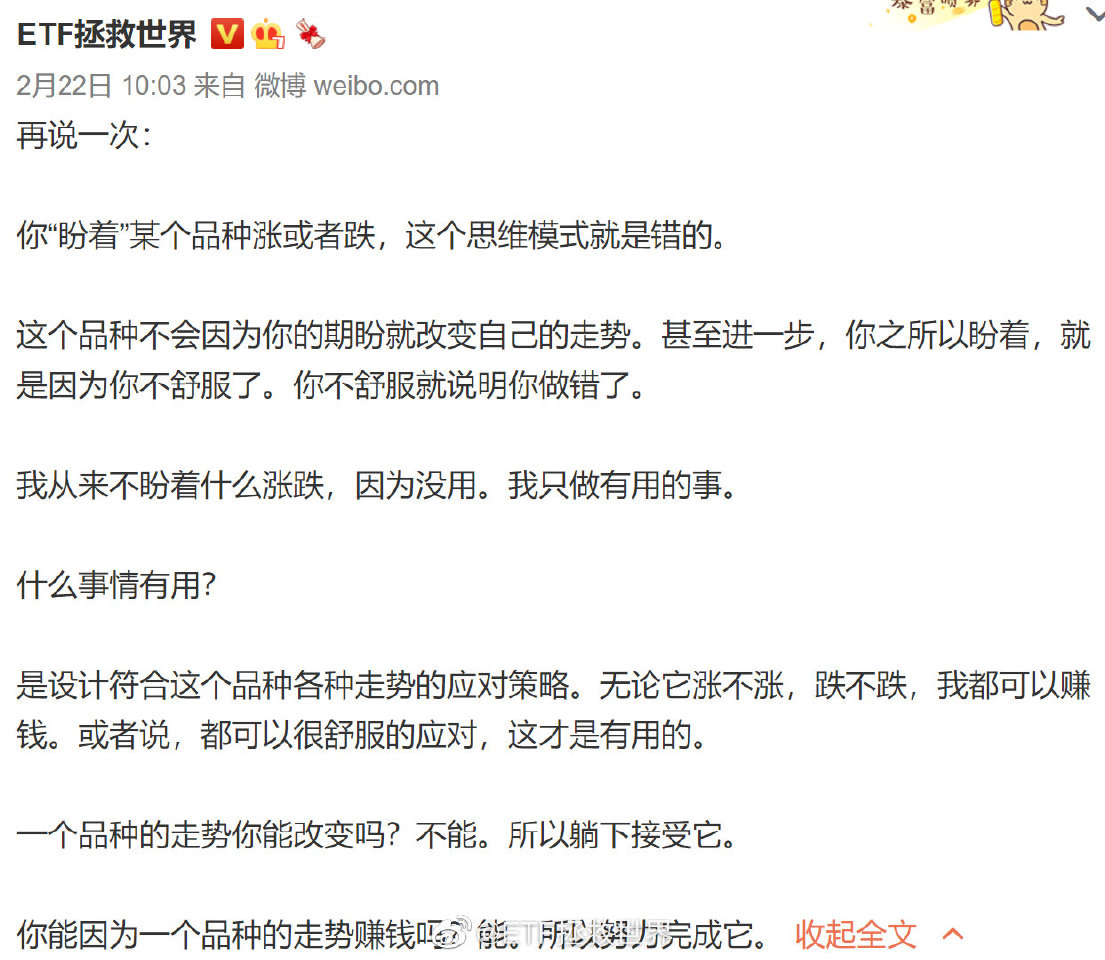 ETF拯救世界
暴富喷雾
2月22日 10:03 来自 微博 weibo.com
再说一次：
你“盼着”某个品种涨或者跌，这个思维模式就是错的。
这个品种不会因为你的期盼就改变自己的走势。甚至进一步，你之所以盼着，就
是因为你不舒服了。你不舒服就说明你做错了。
我从来不盼着什么涨跌，因为没用。我只做有用的事。
什么事情有用？
是设计符合这个品种各种走势的应对策略。无论它涨不涨，跌不跌，我都可以赚
钱。或者说，都可以很舒服的应对，这才是有用的。
一个品种的走势你能改变吗？不能。所以躺下接受它。
你能因为一个品种的走势赚钱吗？能。所以努力完成它。 收起全文
@ETF拯救世界